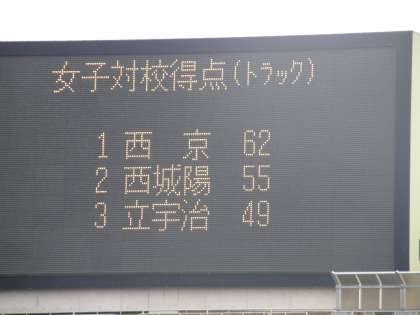 女子対校得点(トラック)
1 西　京 62
2 西城陽 55
3 立宇治 49